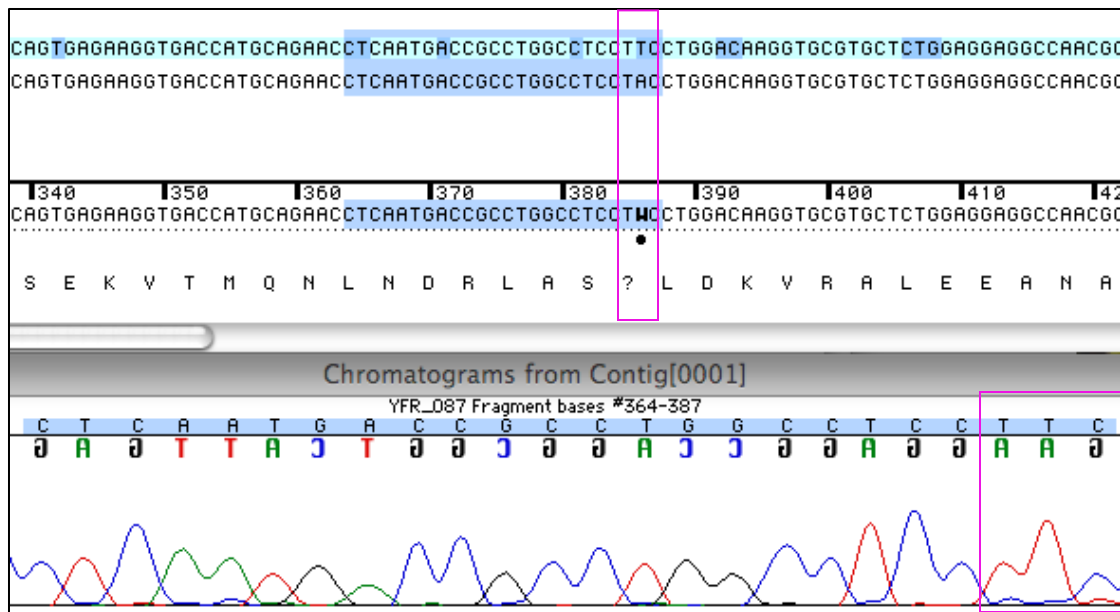 CAGTGAGAAGGTGACCATGCAGAACCTCAATGACCGCCTGGCCTCCTTCCTGGACAAGGTGCGTGCTCTGGAGGAGGCCAACGC
CAGTGAGAAGGTGACCATGCAGAACCTCAATGACCGCCTGGCCTCCTACCTGGACAAGGTGCGTGCTCTGGAGGAGGCCAACGC
340 350 360 370 380 390 400 410 42
CAGTGAGAAGGTGACCATGCAGAACCTCAATGACCGCCTGGCCTCCTWCCTGGACAAGGTGCGTGCTCTGGAGGAGGCCAACGC
S E K V T M Q N L N D R L A S ? L D K V R A L E E A N A
Chromatograms from Contig[0001]
YFR_087 Fragment bases #364-387
C T C A A T G A C C G C C T G G C C T C C T T C
G A G T T A C T G G C G G A C C G G A G G A A G